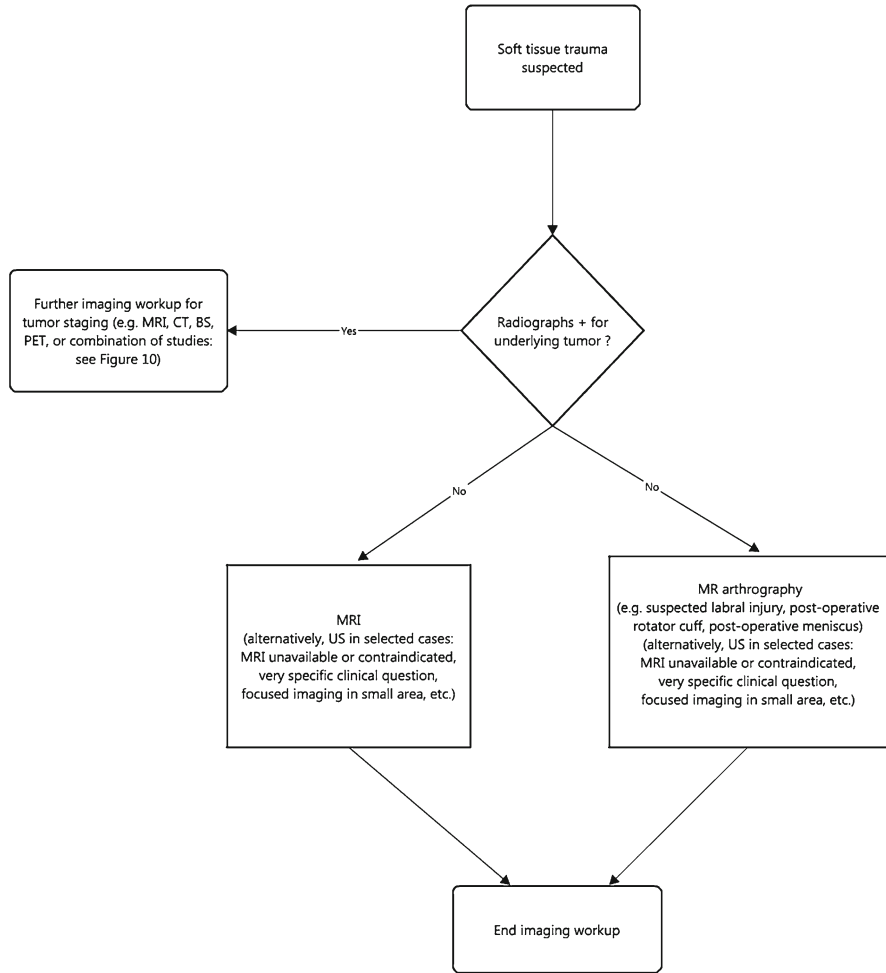 Soft tissue trauma
suspected
Further imaging workup for
tumor staging (e.g. MRI, CT, BS,
PET, or combination of studies:
see Figure 10)
Yes
Radiographs + for
underlying tumor ?
No
No
MRI
(alternatively, US in selected cases:
MRI unavailable or contraindicated,
very specific clinical question,
focused imaging in small area, etc.)
MR arthrography
(e.g. suspected labral injury, post-operative
rotator cuff, post-operative meniscus)
(alternatively, US in selected cases:
MRI unavailable or contraindicated,
very specific clinical question,
focused imaging in small area, etc.)
End imaging workup